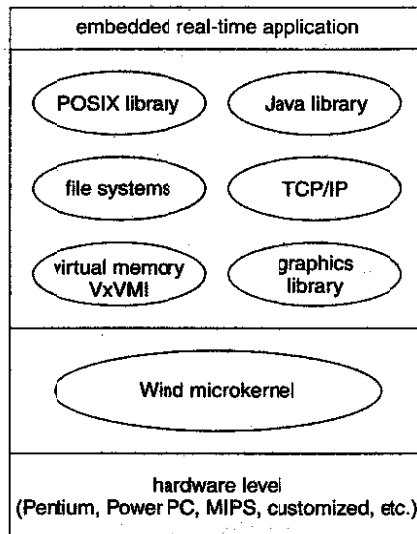 embedded real-time application
POSIX library
Java library
file systems
TCP/IP
virtual memory
VxVMI
graphics
library
Wind microkernel
hardware level
(Pentium, Power PC, MIPS, customized, etc.)